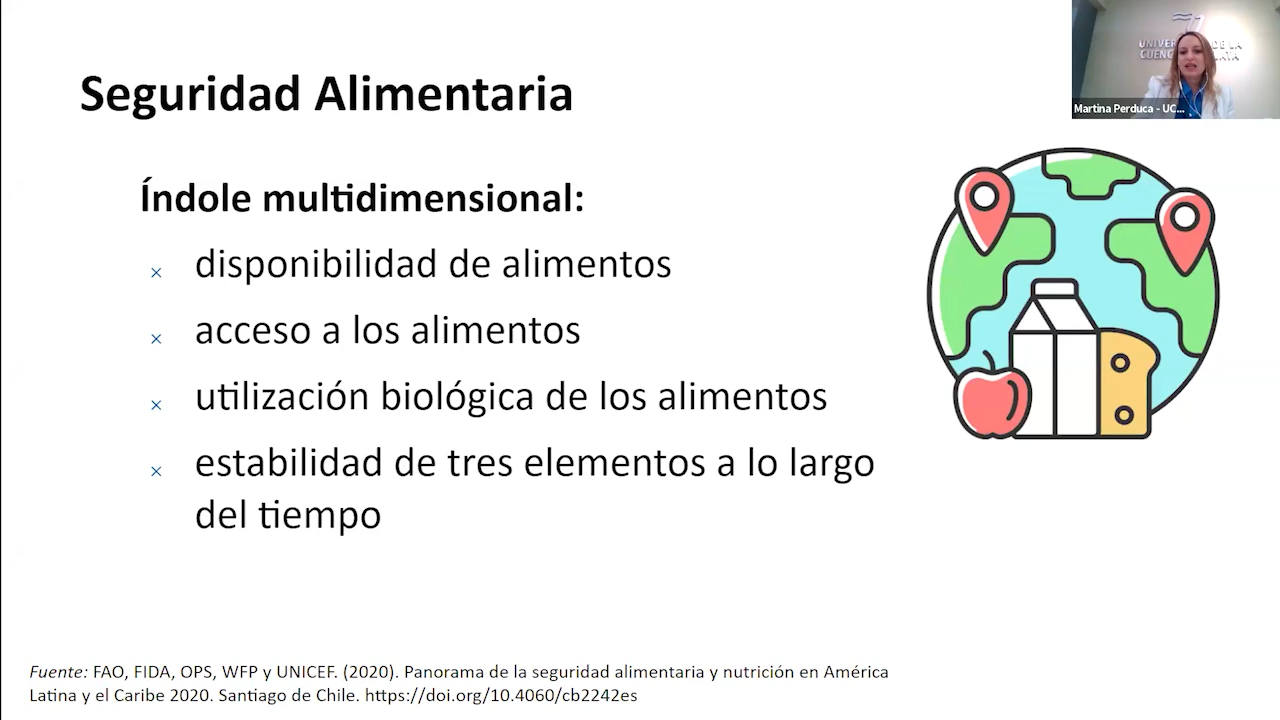 Seguridad Alimentaria
Índole multidimensional:
× disponibilidad de alimentos
× acceso a los alimentos
× utilización biológica de los alimentos
× estabilidad de tres elementos a lo largo
del tiempo
Fuente: FAO, FIDA, OPS, WFP y UNICEF. (2020). Panorama de la seguridad alimentaria y nutrición en América
Latina y el Caribe 2020. Santiago de Chile. https://doi.org/10.4060/cb2242es
DE LA
Martina Perduca - UC...